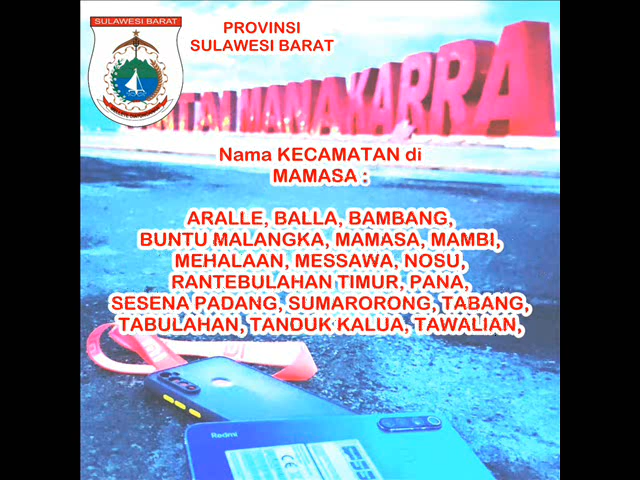 SULAWESI BARAT
PROVINSI
SULAWESI BARAT
MANAKARRA
Nama KECAMATAN di
MAMASA :
ARALLE, BALLA, BAMBANG,
BUNTU MALANGKA, MAMASA, MAMBI,
MEHALAAN, MESSAWA, NOSU,
RANTEBULAHAN TIMUR, PANA,
SESENA PADANG, SUMARORONG, TABANG,
TABULAHAN, TANDUK KALUA, TAWALIAN,
Redmi